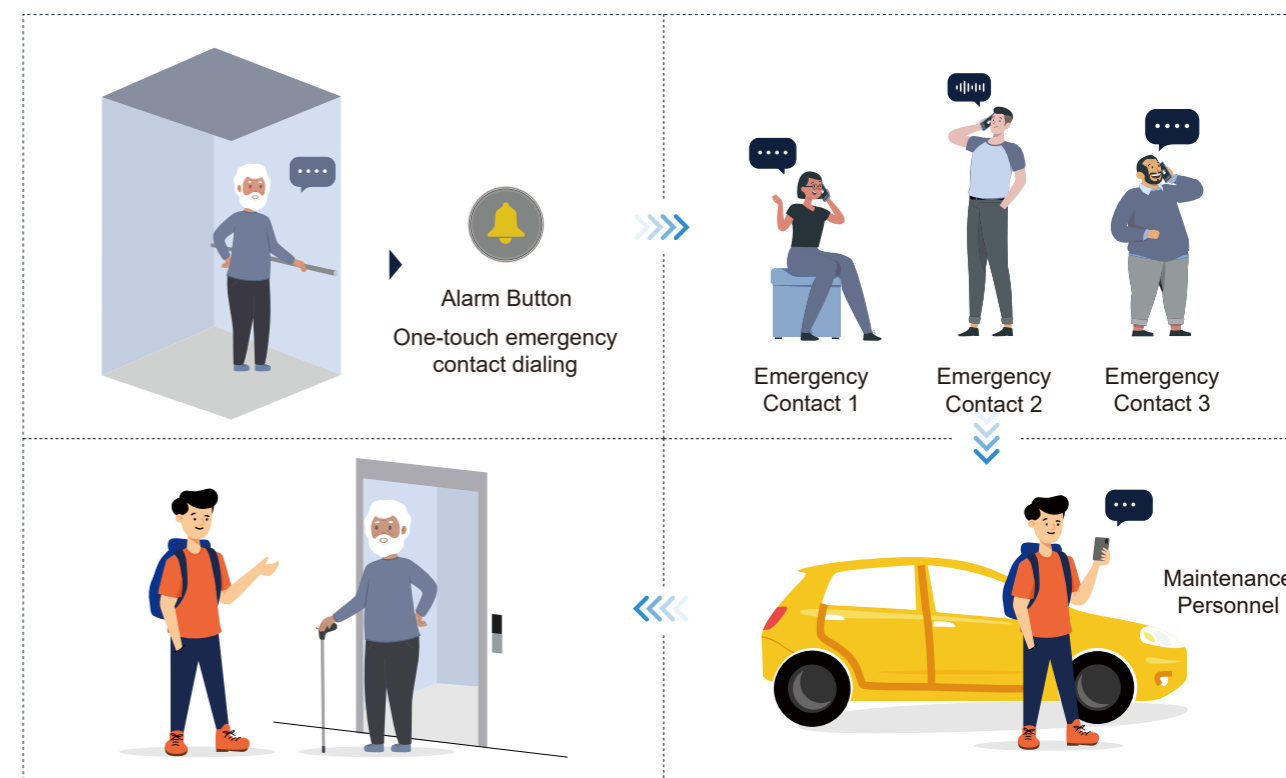 Alarm Button
One-touch emergency
contact dialing
Emergency
Contact 1
Emergency
Contact 2
Emergency
Contact 3
Maintenance
Personnel